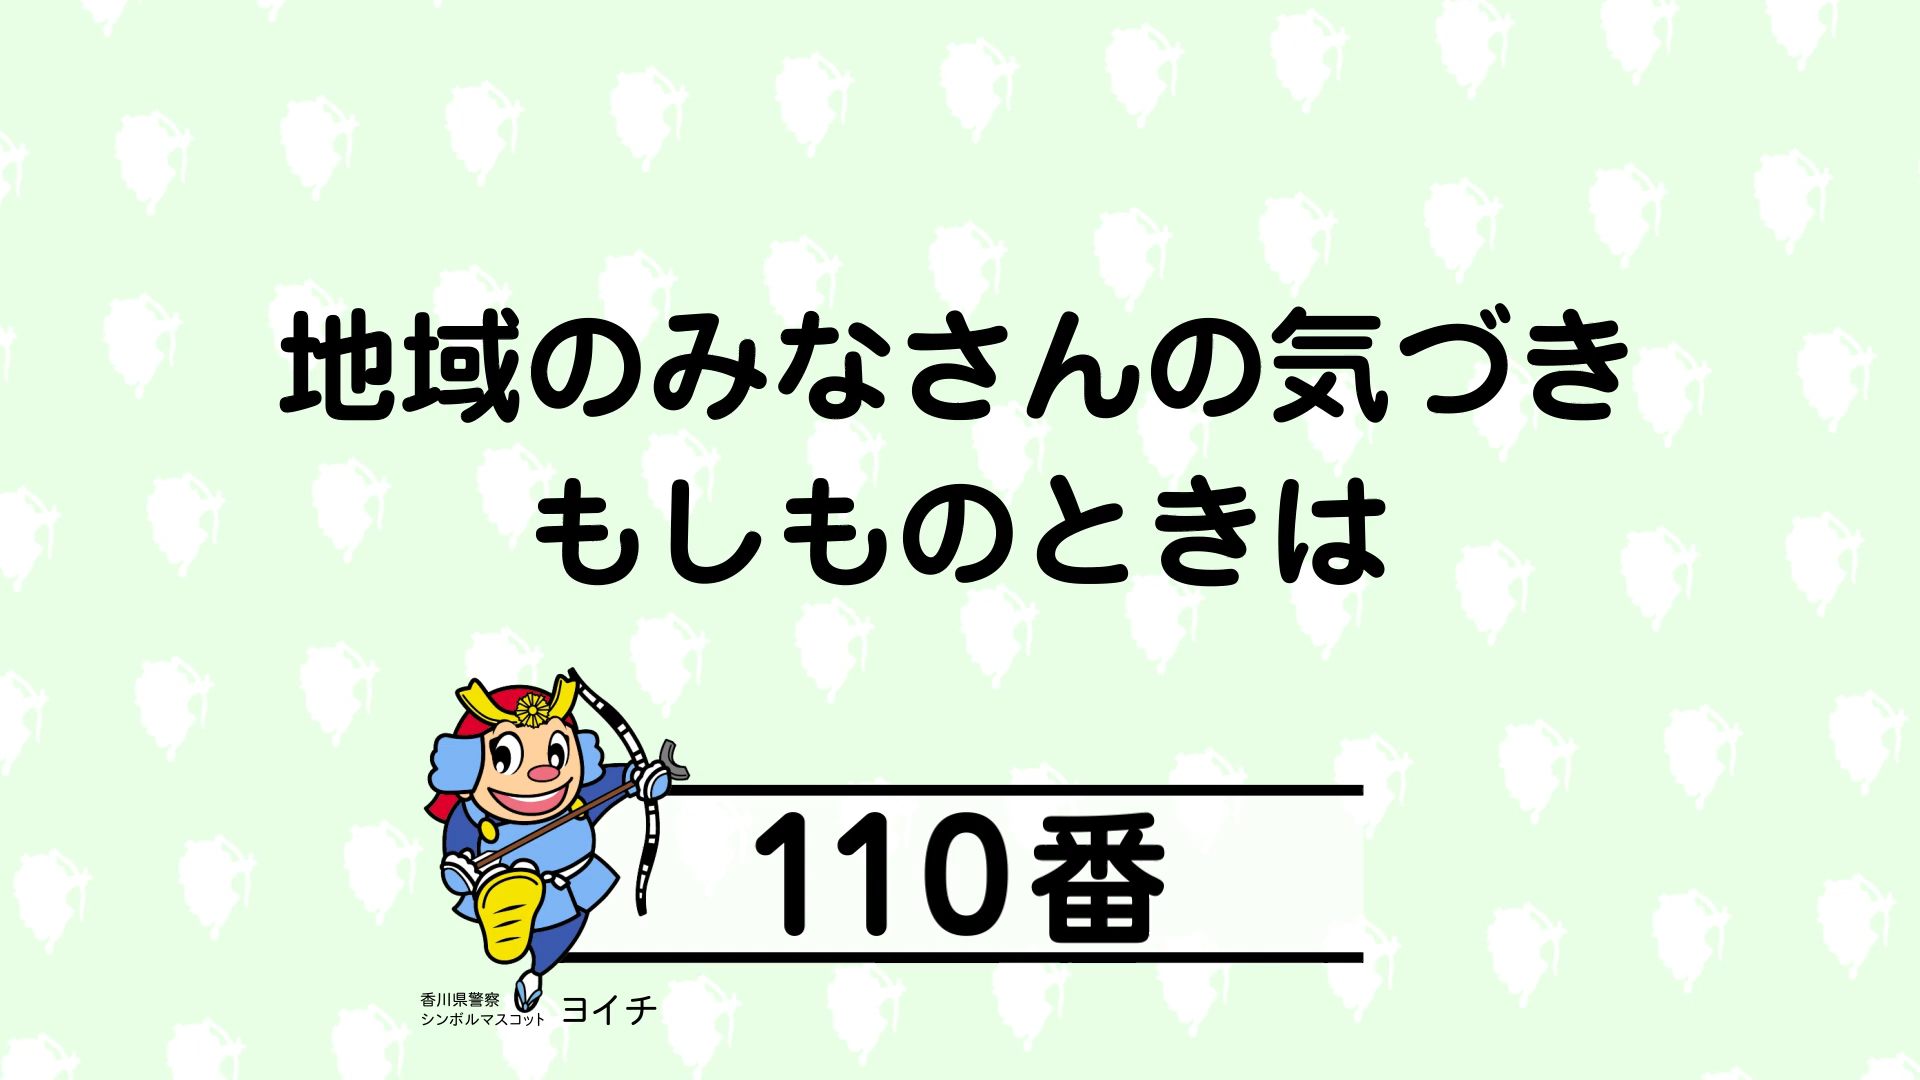 地域のみなさんの気づき
もしものときは
110番
香川県警察
シンボルマスコット
ヨイチ